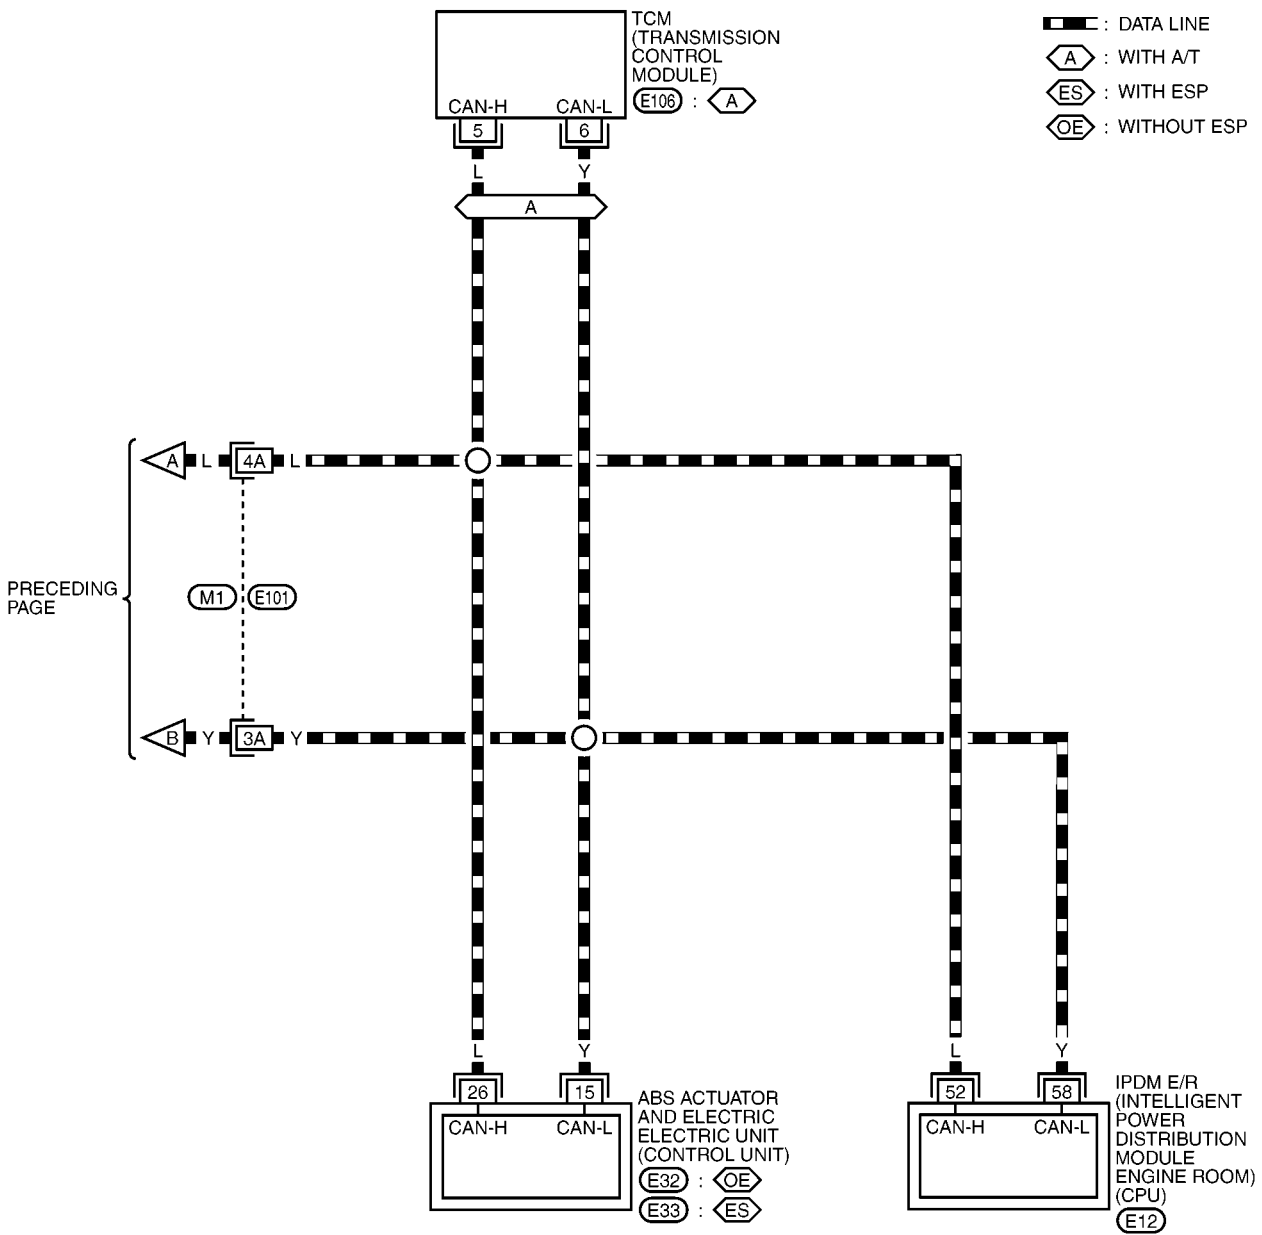 TCM
(TRANSMISSION
CONTROL
MODULE)
E106 : A
CAN-H CAN-L
5 6
L Y
A
: DATA LINE
A : WITH A/T
ES : WITH ESP
OE : WITHOUT ESP
A L 4A L
PRECEDING
PAGE
M1 E101
B Y 3A Y
L Y
26 15
CAN-H CAN-L
ABS ACTUATOR
AND ELECTRIC
ELECTRIC UNIT
(CONTROL UNIT)
E32 : OE
E33 : ES
L Y
52 58
CAN-H CAN-L
IPDM E/R
(INTELLIGENT
POWER
DISTRIBUTION
MODULE
ENGINE ROOM)
(CPU)
E12